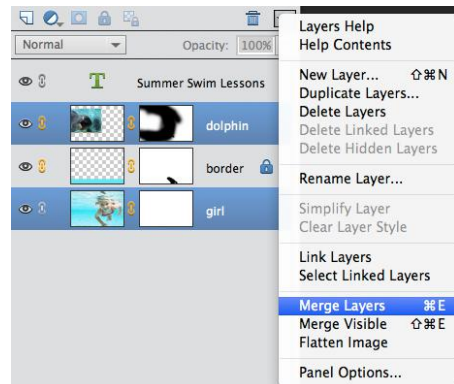 Normal
Opacity: 100%
T
Summer Swim Lessons
dolphin
border
girl
Layers Help
Help Contents
New Layer... ⇧⌘N
Duplicate Layers...
Delete Layers
Delete Linked Layers
Delete Hidden Layers
Rename Layer...
Simplify Layer
Clear Layer Style
Link Layers
Select Linked Layers
Merge Layers ⌘E
Merge Visible ⇧⌘E
Flatten Image
Panel Options...